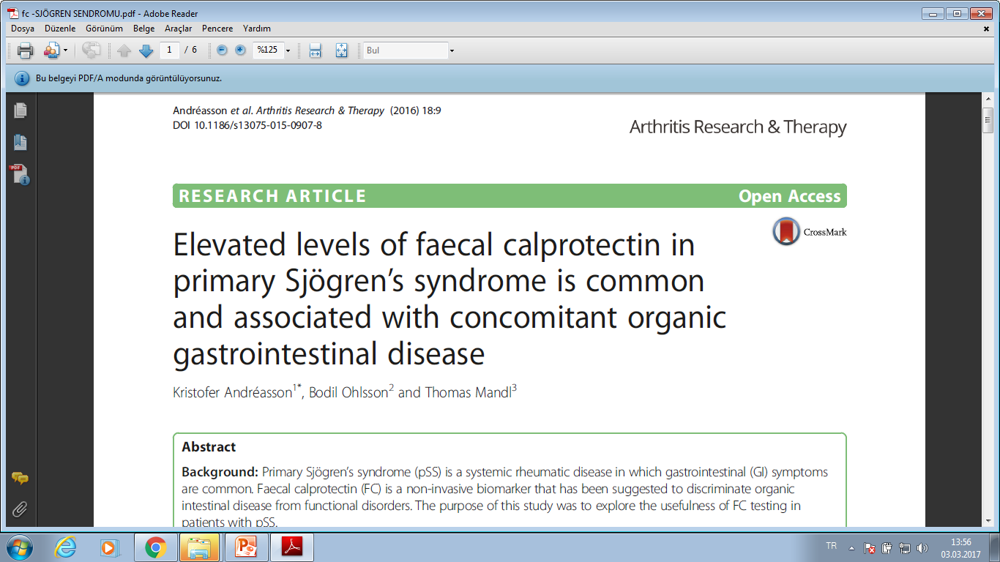 fc -SJÖGREN SENDROMU.pdf - Adobe Reader
Dosya Düzenle Görünüm Belge Araçlar Pencere Yardım
1 / 6 %125 Bul
Bu belgeyi PDF/A modunda görüntülüyorsunuz.
Andréasson et al. Arthritis Research & Therapy (2016) 18:9
DOI 10.1186/s13075-015-0907-8
Arthritis Research & Therapy
RESEARCH ARTICLE Open Access
CrossMark
Elevated levels of faecal calprotectin in
primary Sjögren’s syndrome is common
and associated with concomitant organic
gastrointestinal disease
Kristofer Andréasson1*, Bodil Ohlsson2 and Thomas Mandl3
Abstract
Background: Primary Sjögren’s syndrome (pSS) is a systemic rheumatic disease in which gastrointestinal (GI) symptoms
are common. Faecal calprotectin (FC) is a non-invasive biomarker that has been suggested to discriminate organic
intestinal disease from functional disorders. The purpose of this study was to explore the usefulness of FC testing in
patients with pSS.
TR 13:56
03.03.2017